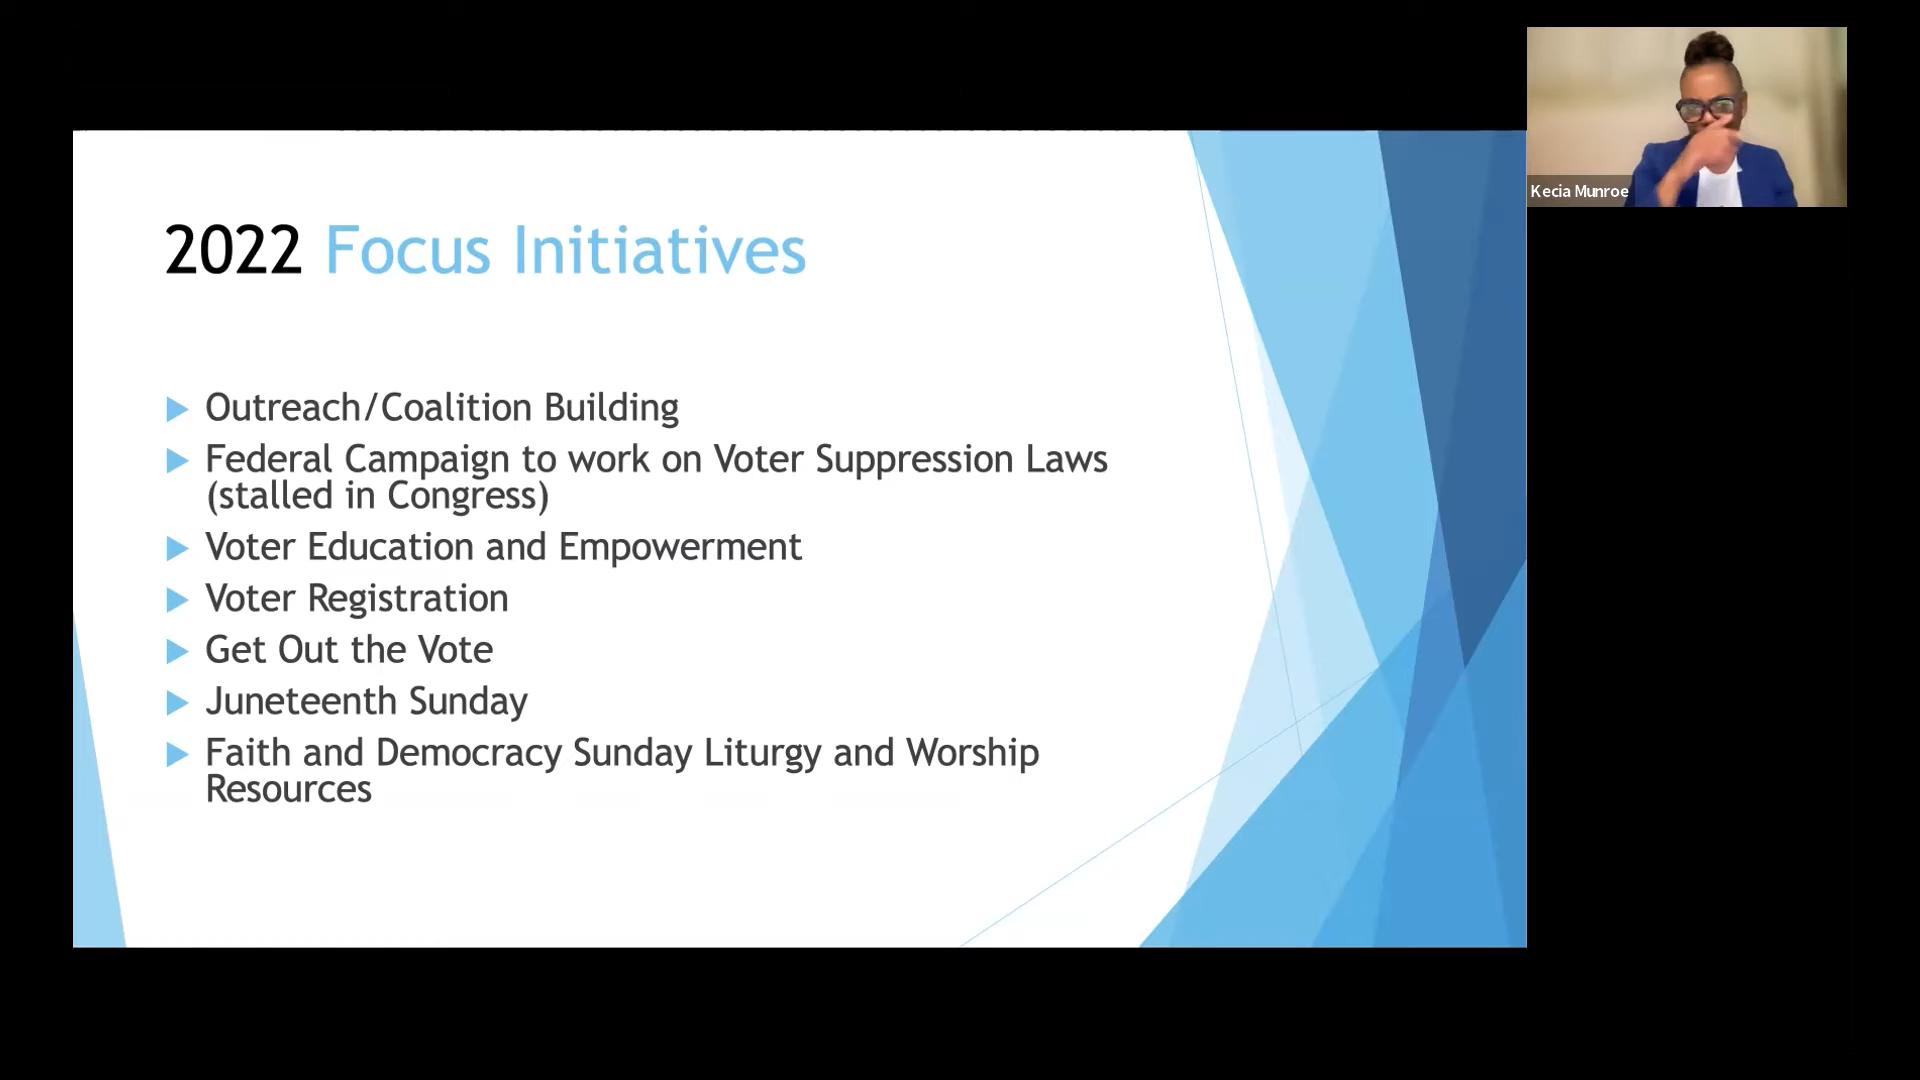 2022 Focus Initiatives
Outreach/Coalition Building
Federal Campaign to work on Voter Suppression Laws
(stalled in Congress)
Voter Education and Empowerment
Voter Registration
Get Out the Vote
Juneteenth Sunday
Faith and Democracy Sunday Liturgy and Worship
Resources
Kecia Munroe